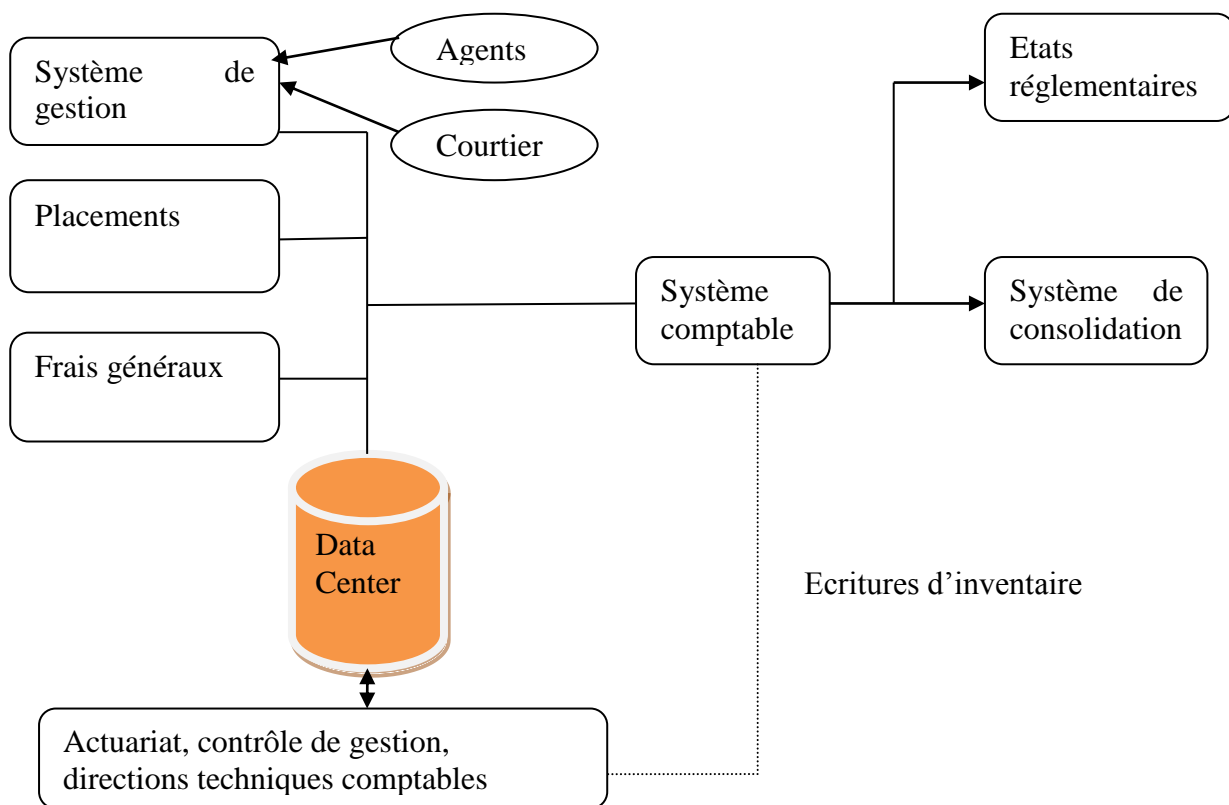 Système de
gestion
Agents
Courtier
Etats
réglementaires
Placements
Système
comptable
Système de
consolidation
Frais généraux
Data
Center
Ecritures d’inventaire
Actuariat, contrôle de gestion,
directions techniques comptables